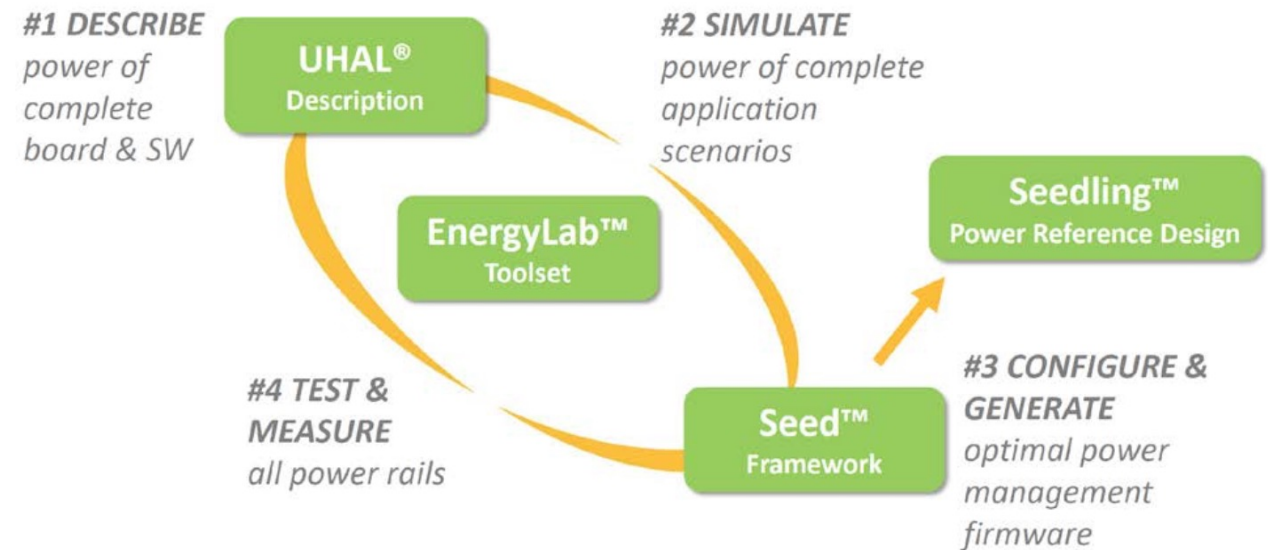 #1 DESCRIBE
power of
complete
board & SW
UHAL®
Description
#2 SIMULATE
power of complete
application
scenarios
EnergyLab™
Toolset
Seedling™
Power Reference Design
#4 TEST &
MEASURE
all power rails
Seed™
Framework
#3 CONFIGURE &
GENERATE
optimal power
management
firmware